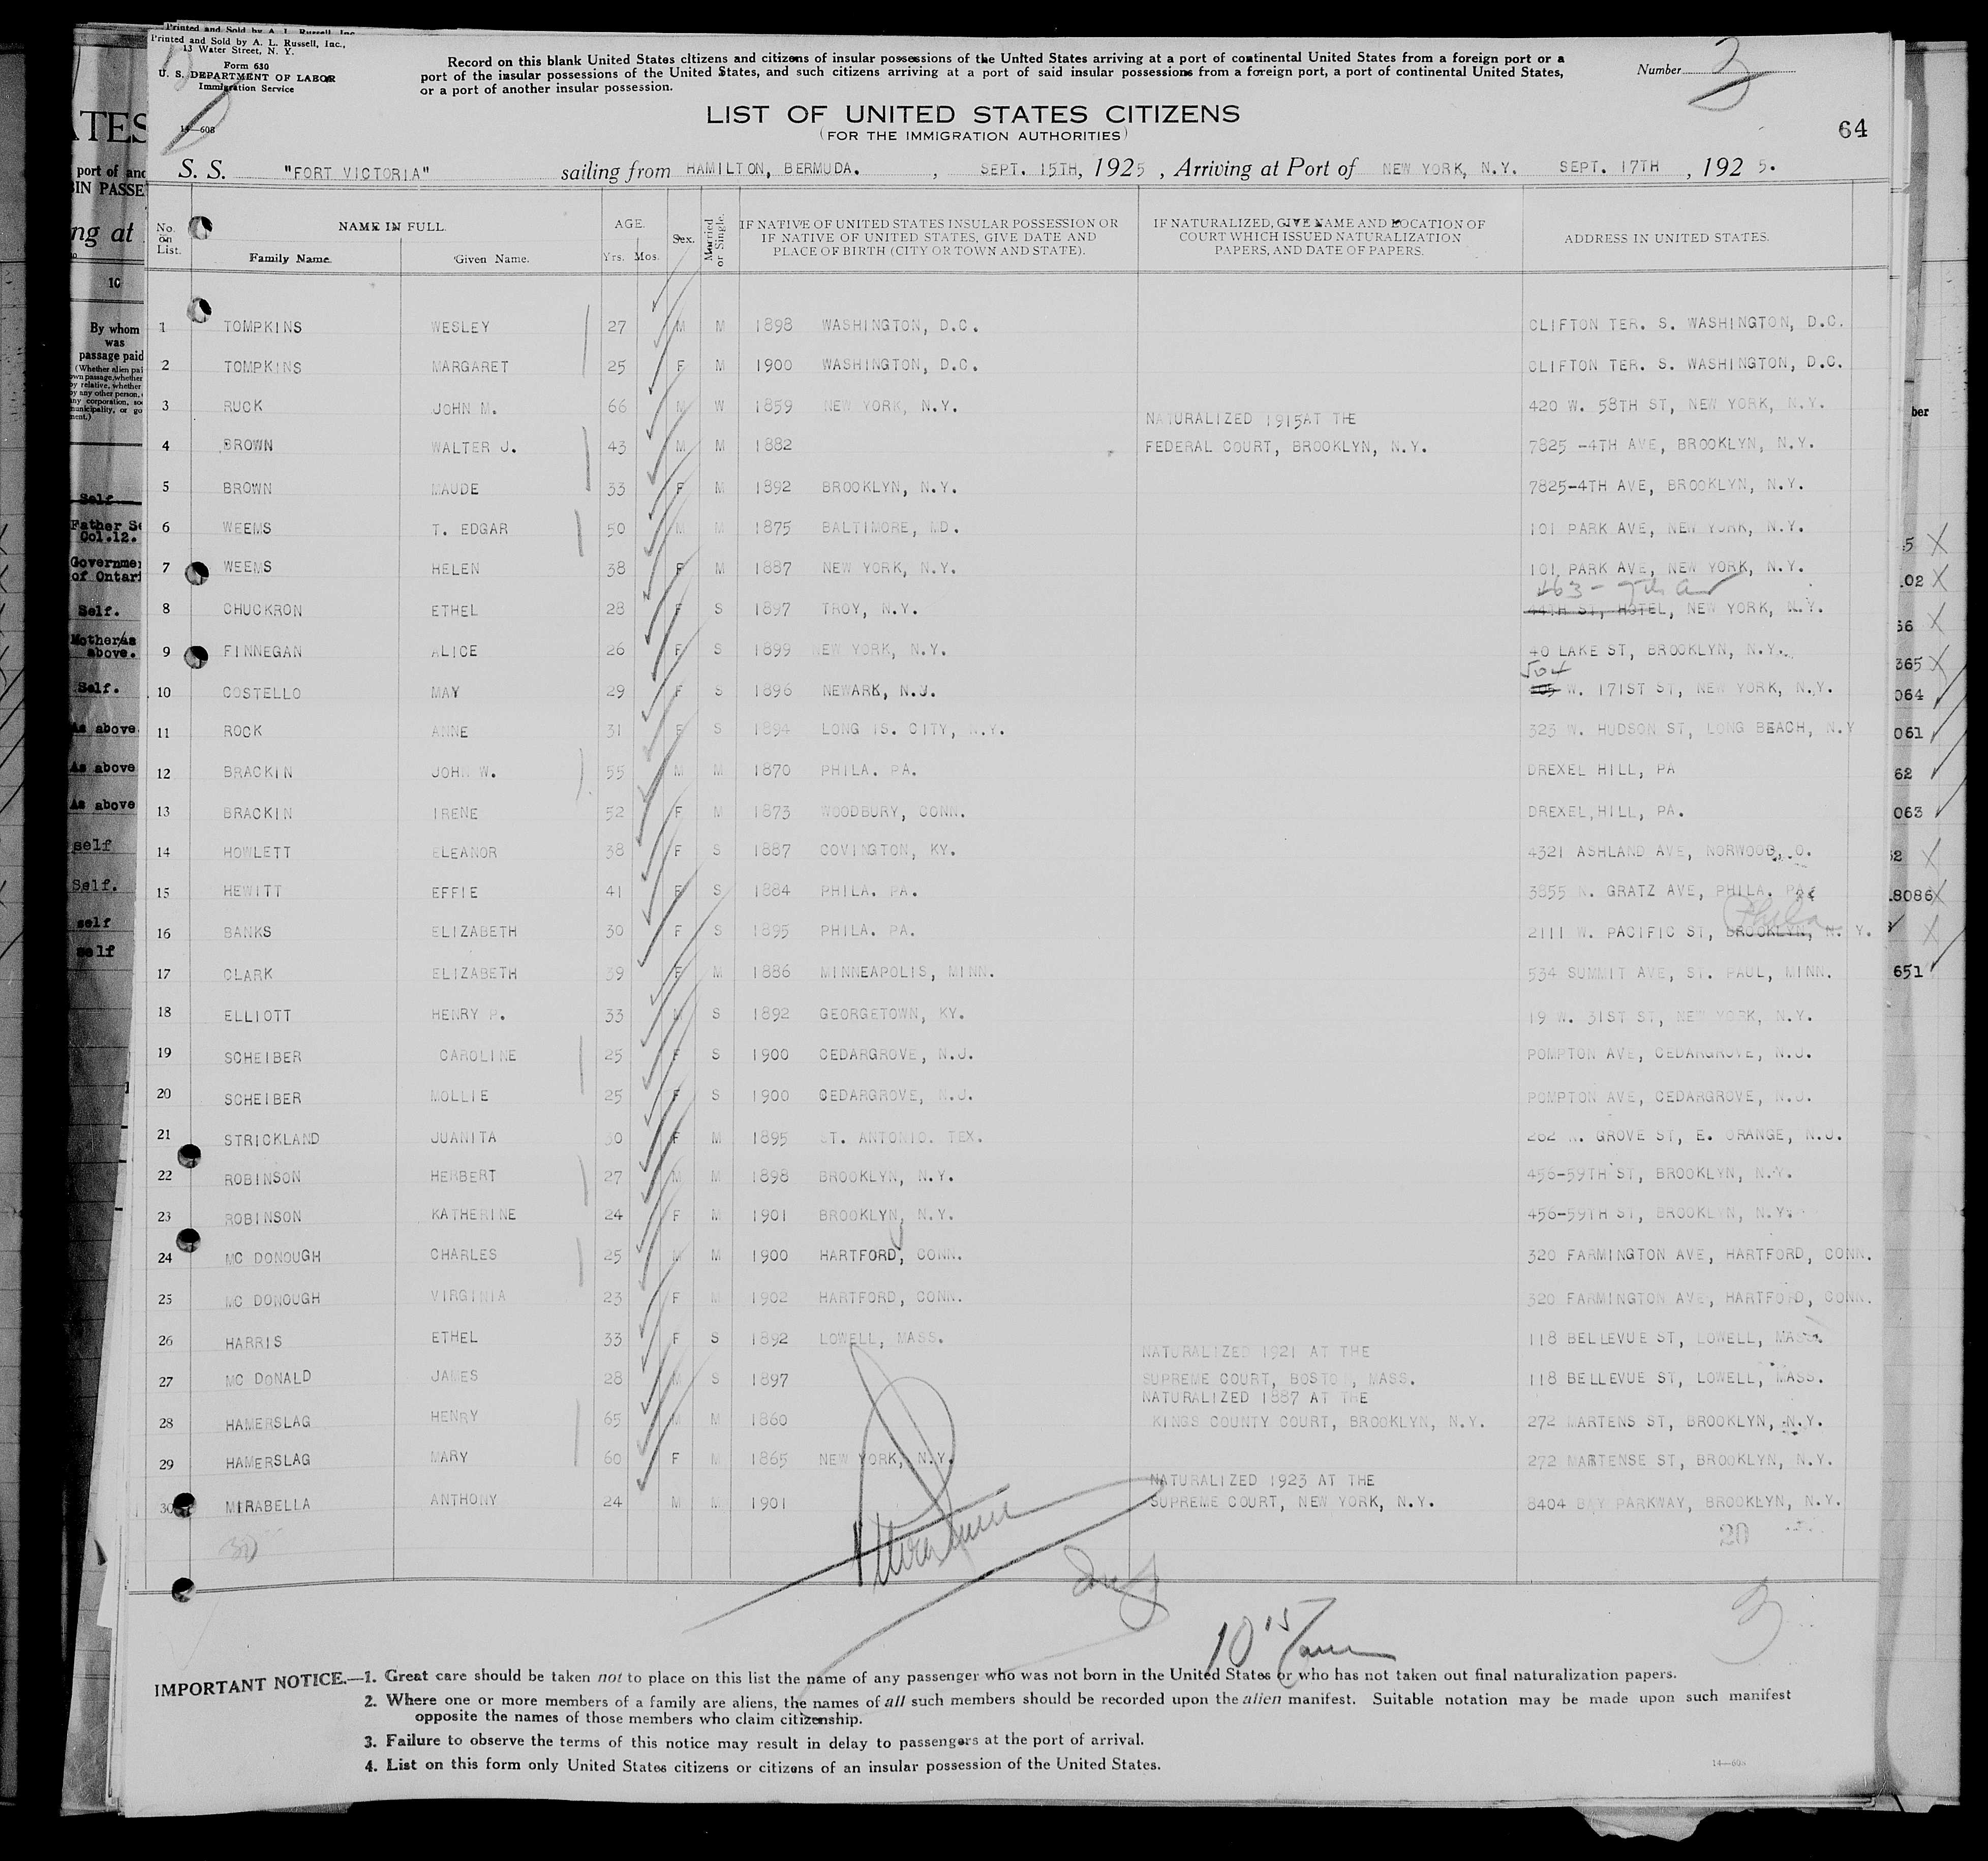 Printed and Sold by A. L. Russell, Inc.,
13 Water Street, N. Y.
Form 630
U. S. DEPARTMENT OF LABOR
Immigration Service
14—608
Record on this blank United States citizens and citizens of insular possessions of the United States arriving at a port of continental United States from a foreign port or a
port of the insular possessions of the United States, and such citizens arriving at a port of said insular possessions from a foreign port, a port of continental United States,
or a port of another insular possession.
Number 3
LIST OF UNITED STATES CITIZENS
(FOR THE IMMIGRATION AUTHORITIES)
64
S. S. "FORT VICTORIA" sailing from HAMILTON, BERMUDA. , SEPT. 15TH, 1925 , Arriving at Port of NEW YORK, N.Y. SEPT. 17TH , 192 5.
No. on List. NAME IN FULL. Family Name. Given Name. AGE. Yrs. Mos. Sex. Married or Single. IF NATIVE OF UNITED STATES INSULAR POSSESSION OR IF NATIVE OF UNITED STATES, GIVE DATE AND PLACE OF BIRTH (CITY OR TOWN AND STATE). IF NATURALIZED, GIVE NAME AND LOCATION OF COURT WHICH ISSUED NATURALIZATION PAPERS, AND DATE OF PAPERS. ADDRESS IN UNITED STATES.
1 TOMPKINS WESLEY 27 M M 1898 WASHINGTON, D.C. CLIFTON TER. S. WASHINGTON, D.C.
2 TOMPKINS MARGARET 25 F M 1900 WASHINGTON, D.C. CLIFTON TER. S. WASHINGTON, D.C.
3 RUCK JOHN M. 66 M W 1859 NEW YORK, N.Y. 420 W. 58TH ST, NEW YORK, N.Y.
NATURALIZED 1915AT THE
4 BROWN WALTER J. 43 M M 1882 FEDERAL COURT, BROOKLYN, N.Y. 7825 -4TH AVE, BROOKLYN, N.Y.
5 BROWN MAUDE 33 F M 1892 BROOKLYN, N.Y. 7825-4TH AVE, BROOKLYN, N.Y.
6 WEEMS T. EDGAR 50 M M 1875 BALTIMORE, MD. 101 PARK AVE, NEW YORK, N.Y.
7 WEEMS HELEN 38 F M 1887 NEW YORK, N.Y. 101 PARK AVE, NEW YORK, N.Y.
463 - 7th Av
8 CHUCKRON ETHEL 28 F S 1897 TROY, N.Y. 44TH ST, HOTEL, NEW YORK, N.Y.
9 FINNEGAN ALICE 26 F S 1899 NEW YORK, N.Y. 40 LAKE ST, BROOKLYN, N.Y.
504
10 COSTELLO MAY 29 F S 1896 NEWARK, N.J. 105 W. 171ST ST, NEW YORK, N.Y.
11 ROCK ANNE 31 F S 1894 LONG IS. CITY, N.Y. 323 W. HUDSON ST, LONG BEACH, N.Y
12 BRACKIN JOHN W. 55 M M 1870 PHILA. PA. DREXEL HILL, PA
13 BRACKIN IRENE 52 F M 1873 WOODBURY, CONN. DREXEL,HILL, PA.
14 HOWLETT ELEANOR 38 F S 1887 COVINGTON, KY. 4321 ASHLAND AVE, NORWOOD, O.
15 HEWITT EFFIE 41 F S 1884 PHILA. PA. 3855 N. GRATZ AVE, PHILA. PA
Phila
16 BANKS ELIZABETH 30 F S 1895 PHILA. PA. 2111 W. PACIFIC ST, BROOKLYN, N. Y.
17 CLARK ELIZABETH 39 F M 1886 MINNEAPOLIS, MINN. 534 SUMMIT AVE, ST. PAUL, MINN.
18 ELLIOTT HENRY P. 33 M S 1892 GEORGETOWN, KY. 19 W. 31ST ST, NEW YORK, N.Y.
19 SCHEIBER CAROLINE 25 F S 1900 CEDARGROVE, N.J. POMPTON AVE, CEDARGROVE, N.J.
20 SCHEIBER MOLLIE 25 F S 1900 CEDARGROVE, N.J. POMPTON AVE, CEDARGROVE, N.J.
21 STRICKLAND JUANITA 30 F M 1895 ST. ANTONIO. TEX. 262 N. GROVE ST, E. ORANGE, N.J.
22 ROBINSON HERBERT 27 M M 1898 BROOKLYN, N.Y. 456-59TH ST, BROOKLYN, N.Y.
23 ROBINSON KATHERINE 24 F M 1901 BROOKLYN, N.Y. 456-59TH ST, BROOKLYN, N.Y.
24 MC DONOUGH CHARLES 25 M M 1900 HARTFORD, CONN. 320 FARMINGTON AVE, HARTFORD, CONN.
25 MC DONOUGH VIRGINIA 23 F M 1902 HARTFORD, CONN. 320 FARMINGTON AVE, HARTFORD, CONN.
26 HARRIS ETHEL 33 F S 1892 LOWELL, MASS. 118 BELLEVUE ST, LOWELL, MASS.
NATURALIZED 1921 AT THE
27 MC DONALD JAMES 28 M S 1897 SUPREME COURT, BOSTON, MASS. 118 BELLEVUE ST, LOWELL, MASS.
NATURALIZED 1887 AT THE
28 HAMERSLAG HENRY 65 M M 1860 KINGS COUNTY COURT, BROOKLYN, N.Y. 272 MARTENS ST, BROOKLYN, N.Y.
29 HAMERSLAG MARY 60 F M 1865 NEW YORK, N.Y. 272 MARTENSE ST, BROOKLYN, N.Y.
NATURALIZED 1923 AT THE
30 MIRABELLA ANTHONY 24 M M 1901 SUPREME COURT, NEW YORK, N.Y. 8404 BAY PARKWAY, BROOKLYN, N.Y.
30
20
3
10 15 am
IMPORTANT NOTICE.—1. Great care should be taken not to place on this list the name of any passenger who was not born in the United States or who has not taken out final naturalization papers.
2. Where one or more members of a family are aliens, the names of all such members should be recorded upon the alien manifest. Suitable notation may be made upon such manifest
opposite the names of those members who claim citizenship.
3. Failure to observe the terms of this notice may result in delay to passengers at the port of arrival.
4. List on this form only United States citizens or citizens of an insular possession of the United States.
14—608